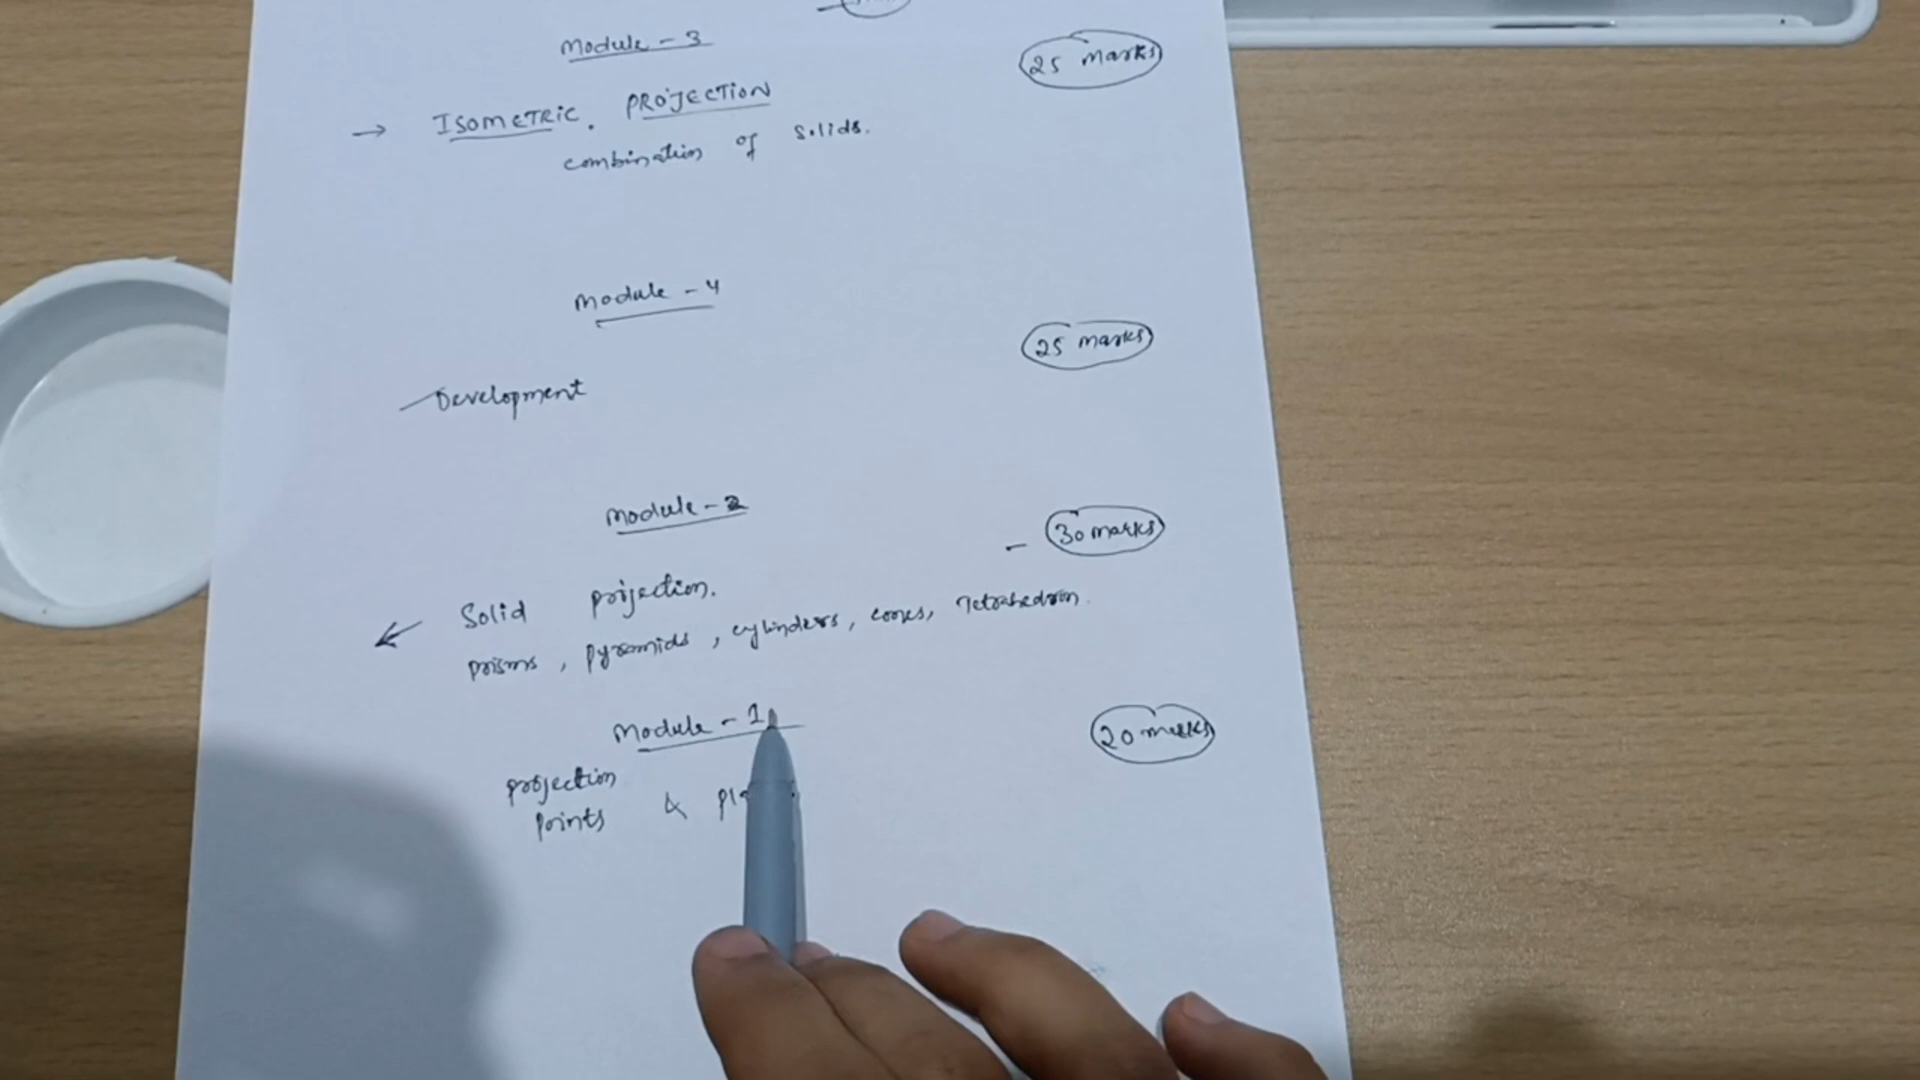 Module - 3
25 marks
→ ISOMETRIC. PROJECTION
combination of solids.
Module - 4
25 marks
Development
Module - 2
- 30 marks
Solid projection.
prisms, pyramids, cylinders, cones, Tetrahedron.
Module - 1
20 marks
projection
points &